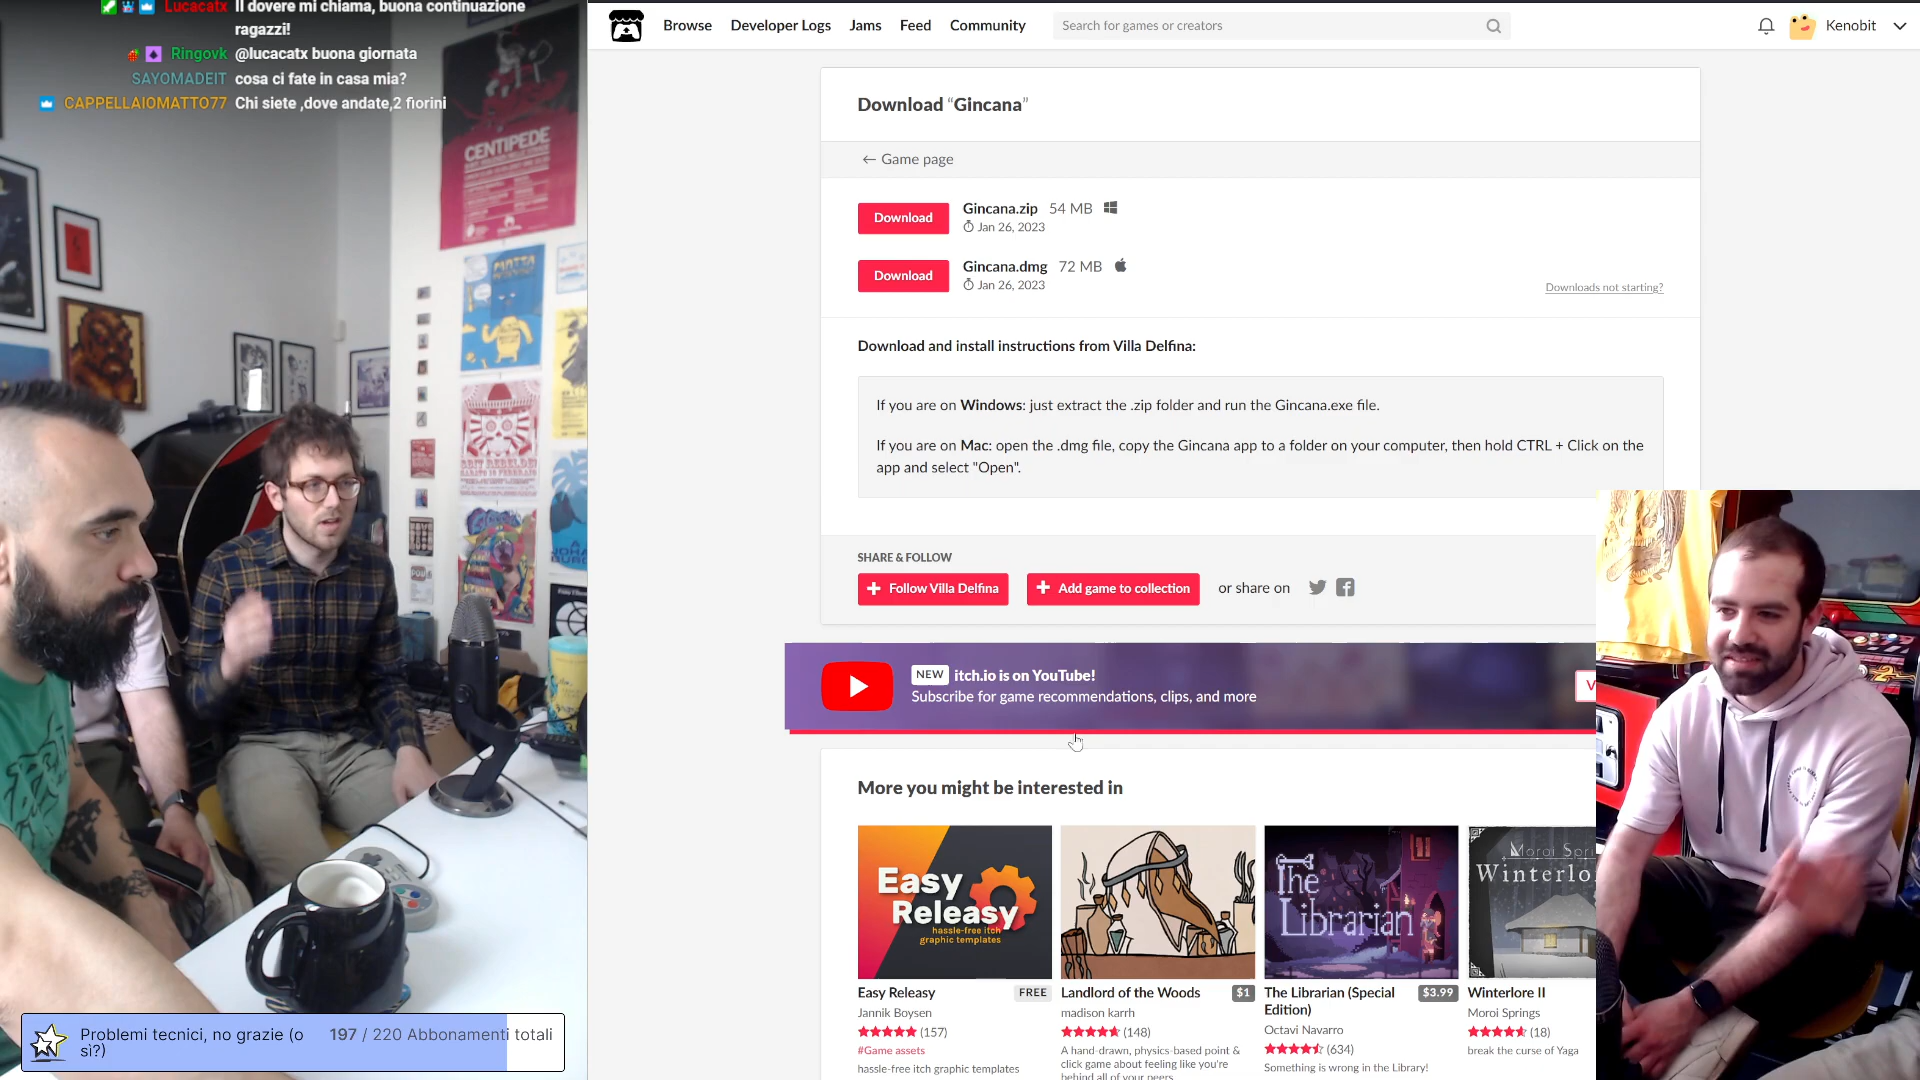 Lucacatx Il dovere mi chiama, buona continuazione
ragazzi!
Ringovk @lucacatx buona giornata
SAYOMADEIT cosa ci fate in casa mia?
CAPPELLAIOMATTO77 Chi siete ,dove andate,2 fiorini
CENTIPEDE
Problemi tecnici, no grazie (o
sì?)
197 / 220 Abbonamenti totali
Browse Developer Logs Jams Feed Community
Search for games or creators
Kenobit
Download “Gincana”
← Game page
Download Gincana.zip 54 MB
Jan 26, 2023
Download Gincana.dmg 72 MB
Jan 26, 2023
Downloads not starting?
Download and install instructions from Villa Delfina:
If you are on Windows: just extract the .zip folder and run the Gincana.exe file.
If you are on Mac: open the .dmg file, copy the Gincana app to a folder on your computer, then hold CTRL + Click on the
app and select "Open".
SHARE & FOLLOW
Follow Villa Delfina
Add game to collection
or share on
NEW itch.io is on YouTube!
Subscribe for game recommendations, clips, and more
V
More you might be interested in
Easy
Releasy
hassle-free itch
graphic templates
The
Librarian
Moroi Spri
Winterlo
Easy Releasy FREE
Jannik Boysen
(157)
#Game assets
hassle-free itch graphic templates
Landlord of the Woods $1
madison karrh
(148)
A hand-drawn, physics-based point &
click game about feeling like you're
behind all of your peers
The Librarian (Special $3.99
Edition)
Octavi Navarro
(634)
Something is wrong in the Library!
Winterlore II
Moroi Springs
(18)
break the curse of Yaga